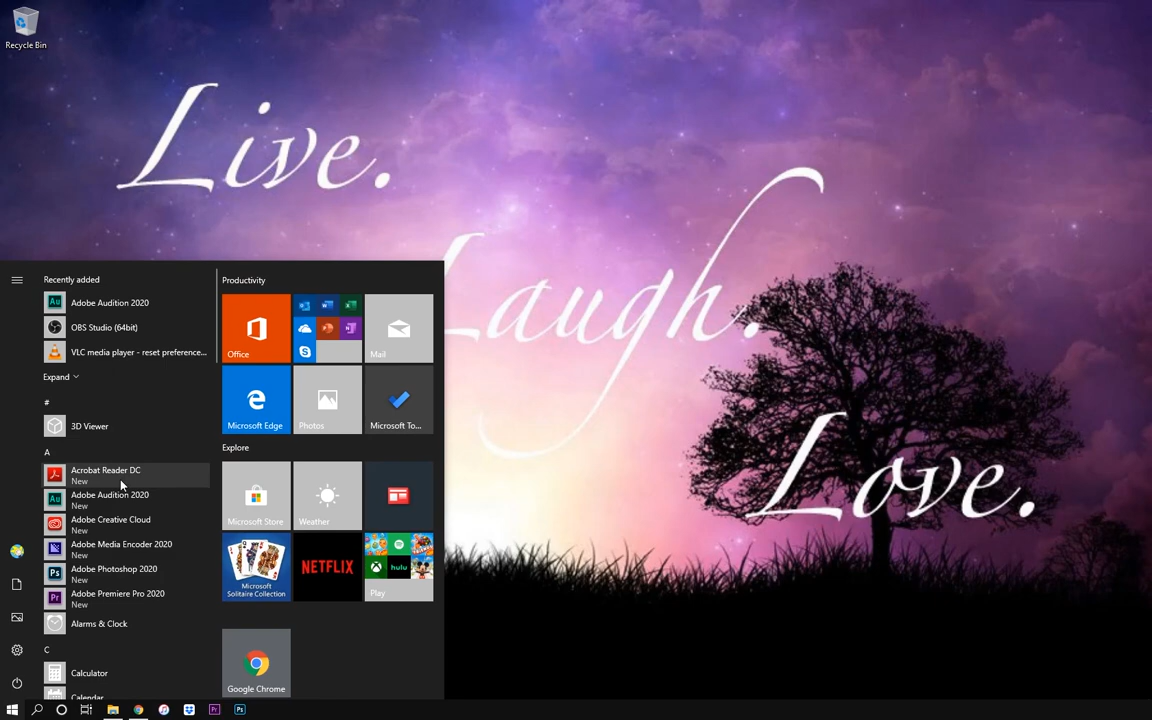 Recycle Bin
Live.
Laugh.
Love.
Recently added
Adobe Audition 2020
OBS Studio (64bit)
VLC media player - reset preference...
Expand
#
3D Viewer
A
Acrobat Reader DC
New
Adobe Audition 2020
New
Adobe Creative Cloud
New
Adobe Media Encoder 2020
New
Adobe Photoshop 2020
New
Adobe Premiere Pro 2020
New
Alarms & Clock
C
Calculator
Calendar
Productivity
Office
Mail
Microsoft Edge
Photos
Microsoft To...
Explore
Microsoft Store
Weather
Microsoft
Solitaire Collection
NETFLIX
hulu
Play
Google Chrome